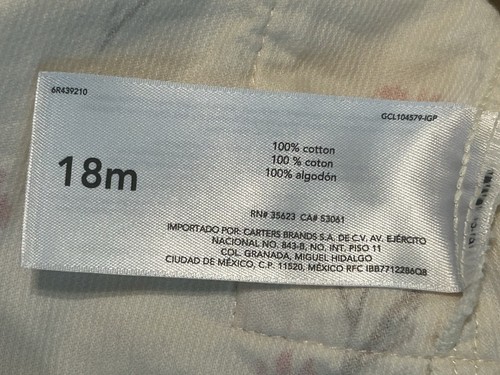 6R439210
GCL104579-IGP
18m
100% cotton
100 % coton
100% algodón
RN# 35623 CA# 53061
IMPORTADO POR: CARTERS BRANDS S.A. DE C.V. AV. EJÉRCITO
NACIONAL NO. 843-B, NO. INT. PISO 11
COL. GRANADA, MIGUEL HIDALGO
CIUDAD DE MÉXICO, C.P. 11520, MÉXICO RFC IBB7712286Q8